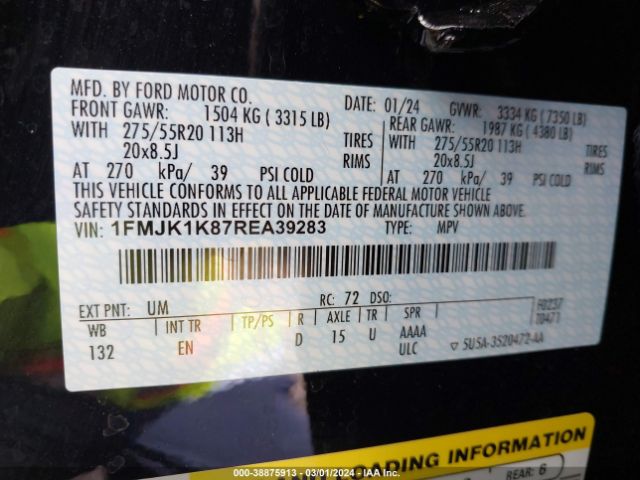 MFD. BY FORD MOTOR CO.
DATE: 01/24 GVWR: 3334 KG ( 7350 LB)
FRONT GAWR: 1504 KG ( 3315 LB)
REAR GAWR: 1987 KG ( 4380 LB)
WITH 275/55R20 113H TIRES
WITH 275/55R20 113H TIRES
20x8.5J RIMS
20x8.5J RIMS
AT 270 kPa/ 39 PSI COLD
AT 270 kPa/ 39 PSI COLD
THIS VEHICLE CONFORMS TO ALL APPLICABLE FEDERAL MOTOR VEHICLE
SAFETY STANDARDS IN EFFECT ON THE DATE OF MANUFACTURE SHOWN ABOVE.
VIN: 1FMJK1K87REA39283 TYPE: MPV
EXT PNT: UM RC: 72 DSO:
F0237
T0471
WB INT TR TP/PS R AXLE TR SPR
132 EN D 15 U AAAA
ULC ▽ 5U5A-3520472-AA
LOADING INFORMATION
REAR: 6
000-38875913 - 03/01/2024 - IAA Inc.